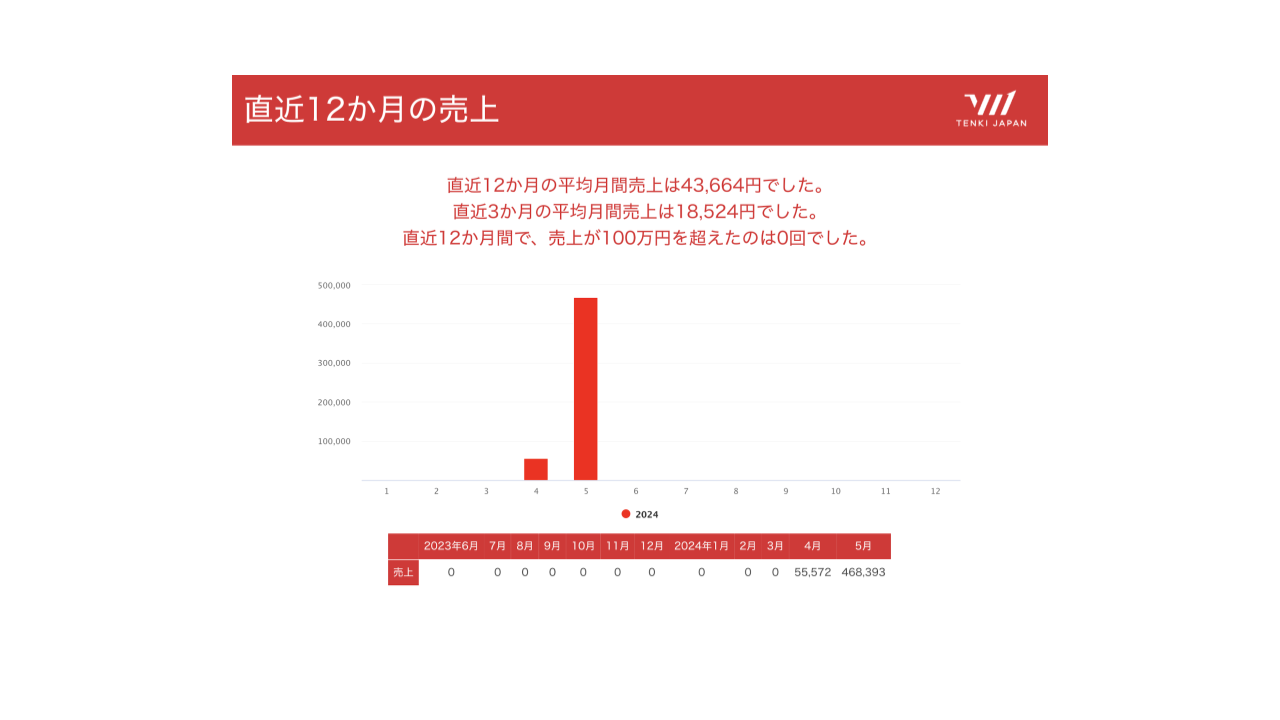 直近12か月の売上
TENKI JAPAN
直近12か月の平均月間売上は43,664円でした。
直近3か月の平均月間売上は18,524円でした。
直近12か月間で、売上が100万円を超えたのは0回でした。
500,000
400,000
300,000
200,000
100,000
1 2 3 4 5 6 7 8 9 10 11 12
2024
2023年6月 7月 8月 9月 10月 11月 12月 2024年1月 2月 3月 4月 5月
売上 0 0 0 0 0 0 0 0 0 0 55,572 468,393